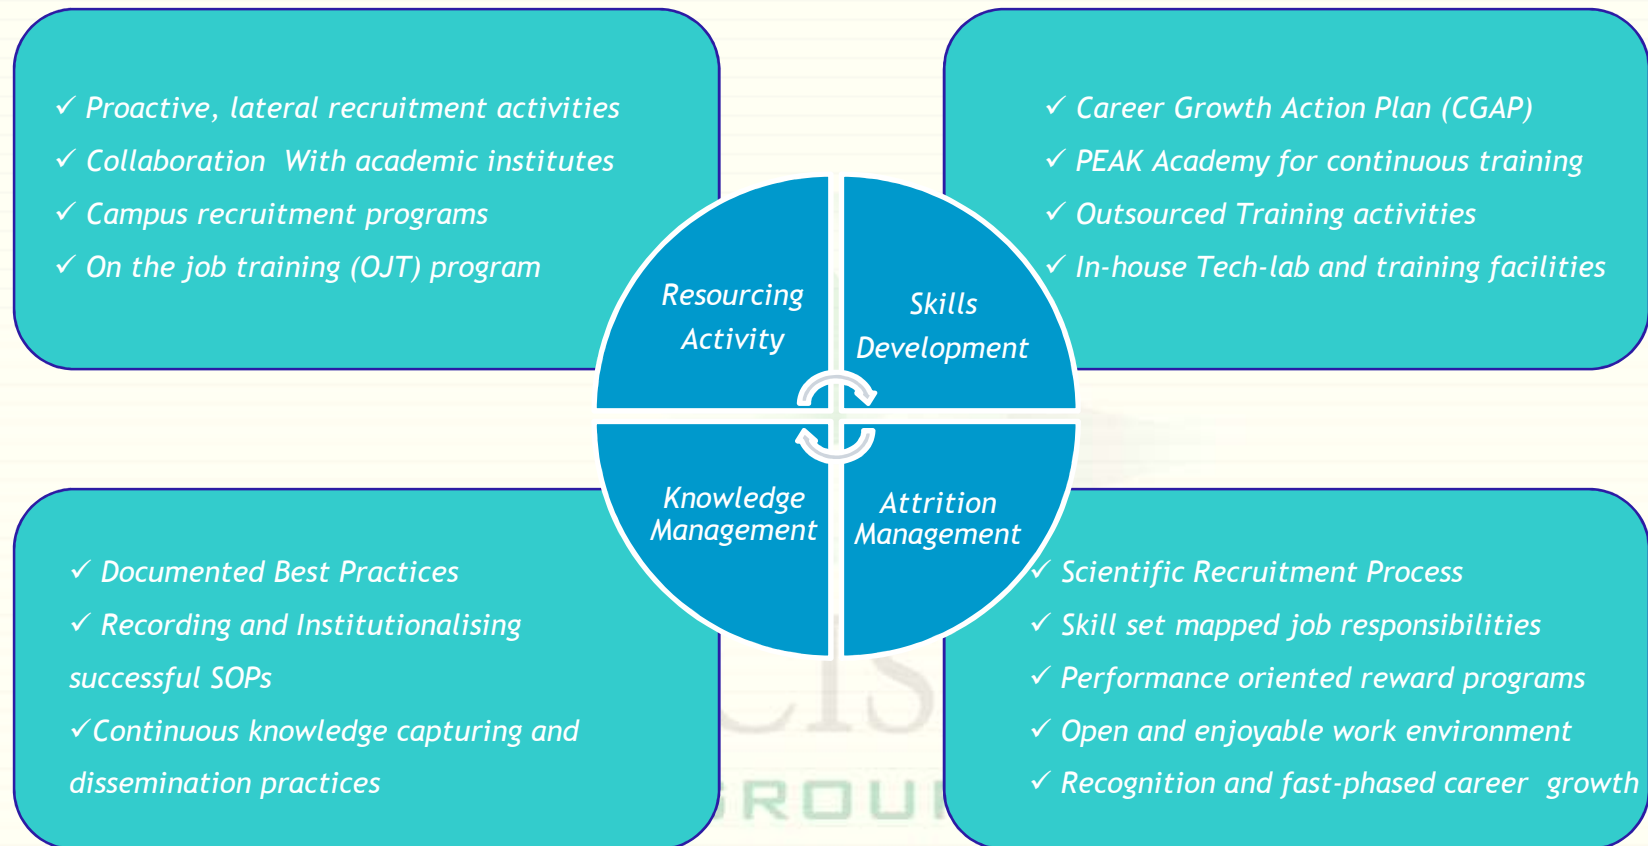 ✓ Proactive, lateral recruitment activities
✓ Collaboration With academic institutes
✓ Campus recruitment programs
✓ On the job training (OJT) program
✓ Career Growth Action Plan (CGAP)
✓ PEAK Academy for continuous training
✓ Outsourced Training activities
✓ In-house Tech-lab and training facilities
Resourcing
Activity
Skills
Development
Knowledge
Management
Attrition
Management
✓ Documented Best Practices
✓ Recording and Institutionalising
successful SOPs
✓Continuous knowledge capturing and
dissemination practices
✓ Scientific Recruitment Process
✓ Skill set mapped job responsibilities
✓ Performance oriented reward programs
✓ Open and enjoyable work environment
✓ Recognition and fast-phased career growth